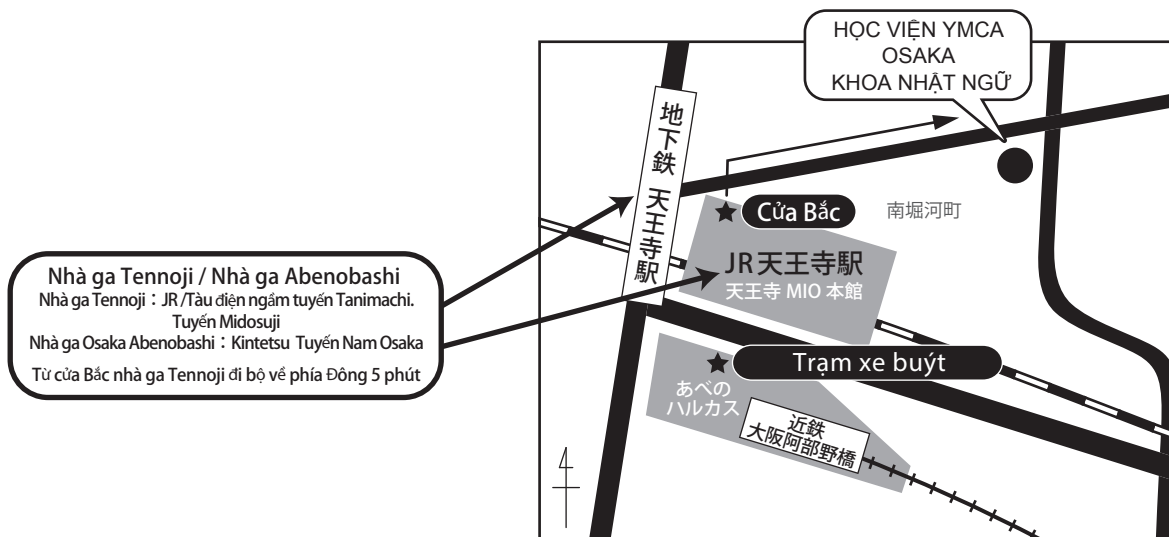 HỌC VIỆN YMCA
OSAKA
KHOA NHẬT NGỮ
地下鉄 天王寺駅
Cửa Bắc
南堀河町
JR天王寺駅
天王寺 MIO 本館
Nhà ga Tennoji / Nhà ga Abenobashi
Nhà ga Tennoji：JR /Tàu điện ngầm tuyến Tanimachi.
Tuyến Midosuji
Nhà ga Osaka Abenobashi：Kintetsu Tuyến Nam Osaka
Từ cửa Bắc nhà ga Tennoji đi bộ về phía Đông 5 phút
Trạm xe buýt
あべの
ハルカス
近鉄
大阪阿部野橋